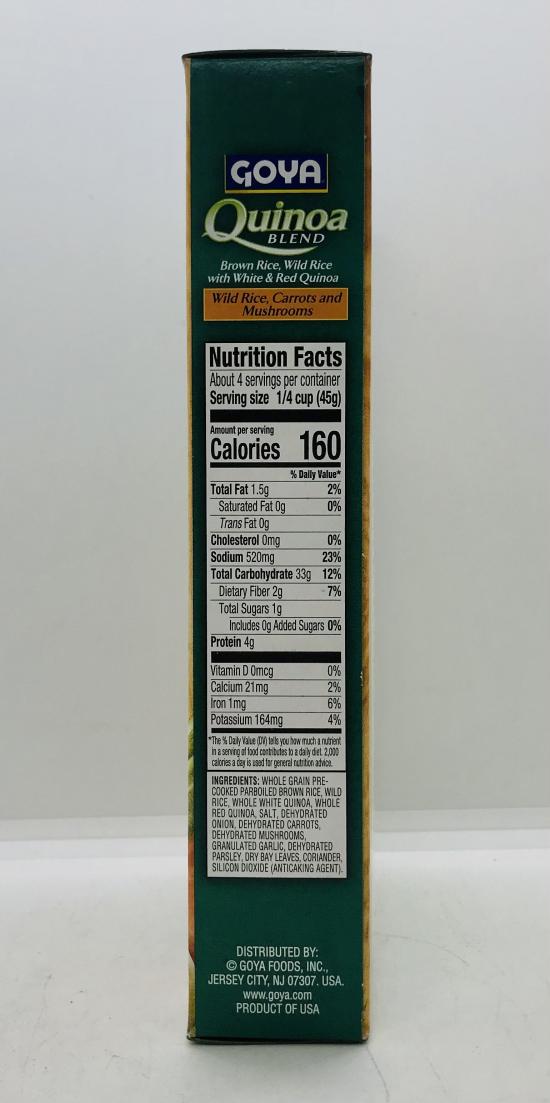 GOYA
Quinoa
BLEND
Brown Rice, Wild Rice
with White & Red Quinoa
Wild Rice, Carrots and
Mushrooms
Nutrition Facts
About 4 servings per container
Serving size 1/4 cup (45g)
Amount per serving
Calories 160
% Daily Value*
Total Fat 1.5g 2%
Saturated Fat 0g 0%
Trans Fat 0g
Cholesterol 0mg 0%
Sodium 520mg 23%
Total Carbohydrate 33g 12%
Dietary Fiber 2g 7%
Total Sugars 1g
Includes 0g Added Sugars 0%
Protein 4g
Vitamin D 0mcg 0%
Calcium 21mg 2%
Iron 1mg 6%
Potassium 164mg 4%
*The % Daily Value (DV) tells you how much a nutrient
in a serving of food contributes to a daily diet. 2,000
calories a day is used for general nutrition advice.
INGREDIENTS: WHOLE GRAIN PRE-
COOKED PARBOILED BROWN RICE, WILD
RICE, WHOLE WHITE QUINOA, WHOLE
RED QUINOA, SALT, DEHYDRATED
ONION, DEHYDRATED CARROTS,
DEHYDRATED MUSHROOMS,
GRANULATED GARLIC, DEHYDRATED
PARSLEY, DRY BAY LEAVES, CORIANDER,
SILICON DIOXIDE (ANTICAKING AGENT).
DISTRIBUTED BY:
© GOYA FOODS, INC.,
JERSEY CITY, NJ 07307. USA.
www.goya.com
PRODUCT OF USA